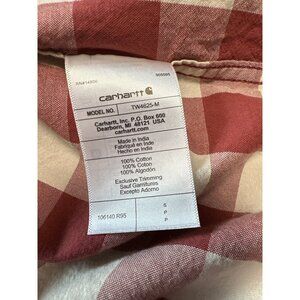 carhartt
MODEL NO. TW4625-M
Carhartt, Inc. P.O. Box 600
Dearborn, MI 48121 USA
carhartt.com
Made in India
Fabriqué en Inde
Hecho en India
100% Cotton
100% Coton
100% Algodón
Exclusive Trimming
Sauf Garnitures
Excepto Adorno
106140 R95
S
P
P